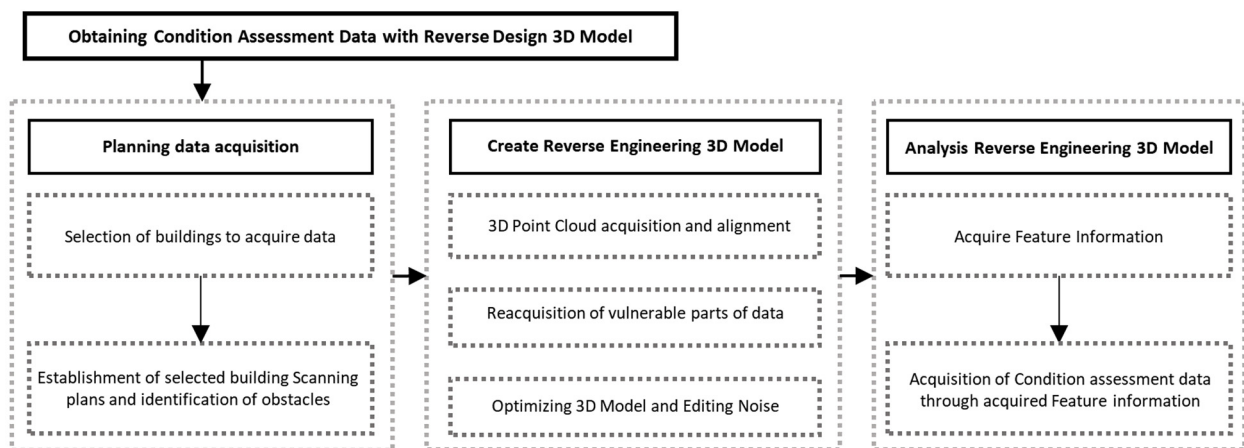 Obtaining Condition Assessment Data with Reverse Design 3D Model
Planning data acquisition
Selection of buildings to acquire data
Establishment of selected building Scanning
plans and identification of obstacles
Create Reverse Engineering 3D Model
3D Point Cloud acquisition and alignment
Reacquisition of vulnerable parts of data
Optimizing 3D Model and Editing Noise
Analysis Reverse Engineering 3D Model
Acquire Feature Information
Acquisition of Condition assessment data
through acquired Feature information